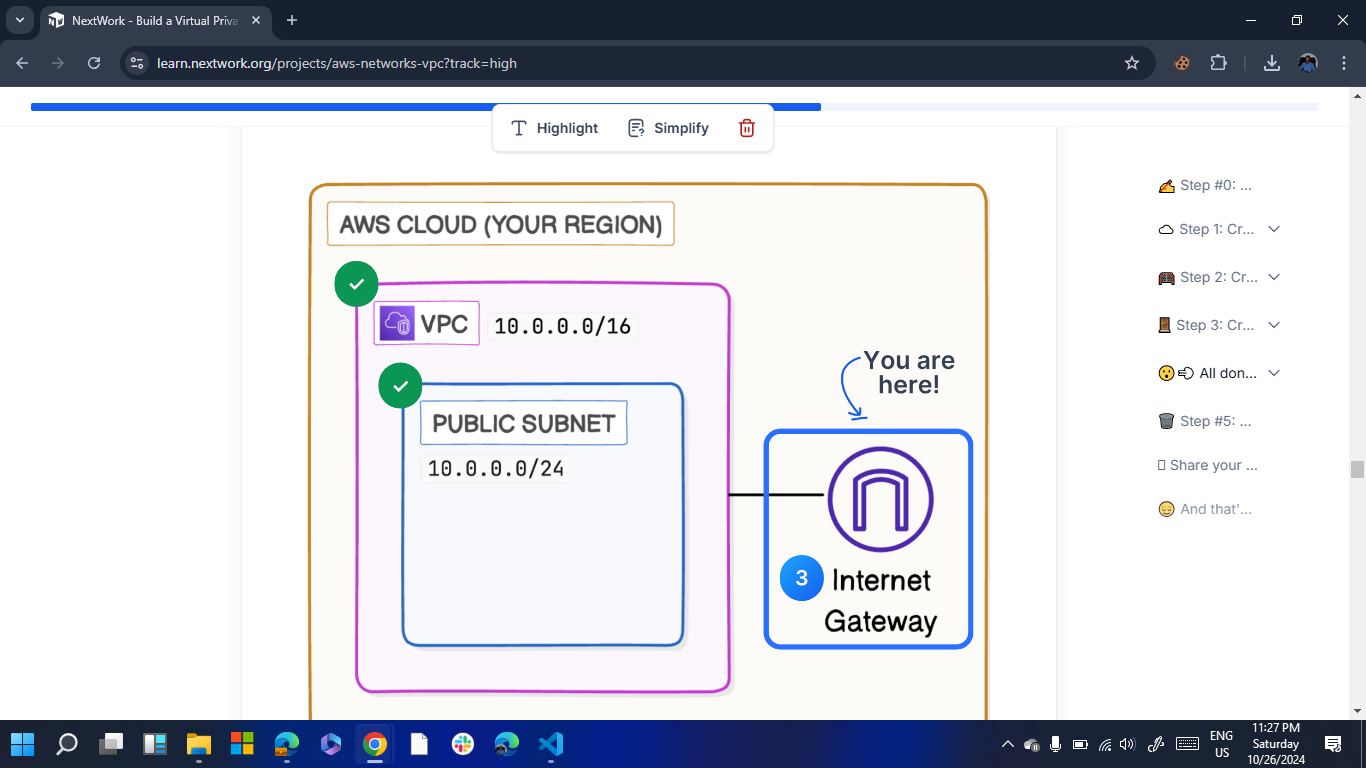 NextWork - Build a Virtual Priva
learn.nextwork.org/projects/aws-networks-vpc?track=high
Highlight
Simplify
AWS CLOUD (YOUR REGION)
VPC
10.0.0.0/16
PUBLIC SUBNET
10.0.0.0/24
You are
here!
3
Internet
Gateway
Step #0: ...
Step 1: Cr...
Step 2: Cr...
Step 3: Cr...
All don...
Step #5: ...
Share your ...
And that'...
ENG
US
11:27 PM
Saturday
10/26/2024